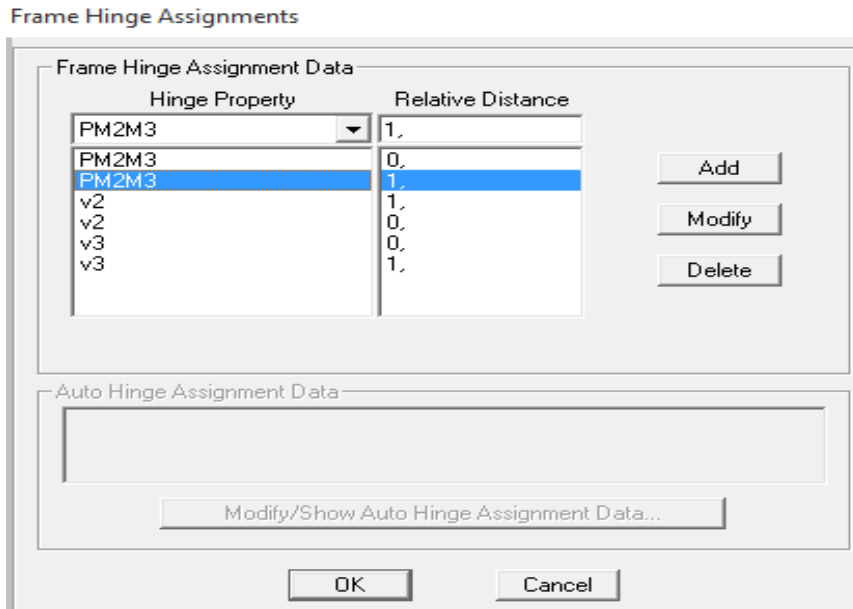 Frame Hinge Assignments
Frame Hinge Assignment Data
Hinge Property Relative Distance
PM2M3 1,
PM2M3 0,
PM2M3 1,
v2 1,
v2 0,
v3 0,
v3 1,
Add
Modify
Delete
Auto Hinge Assignment Data
Modify/Show Auto Hinge Assignment Data...
OK Cancel